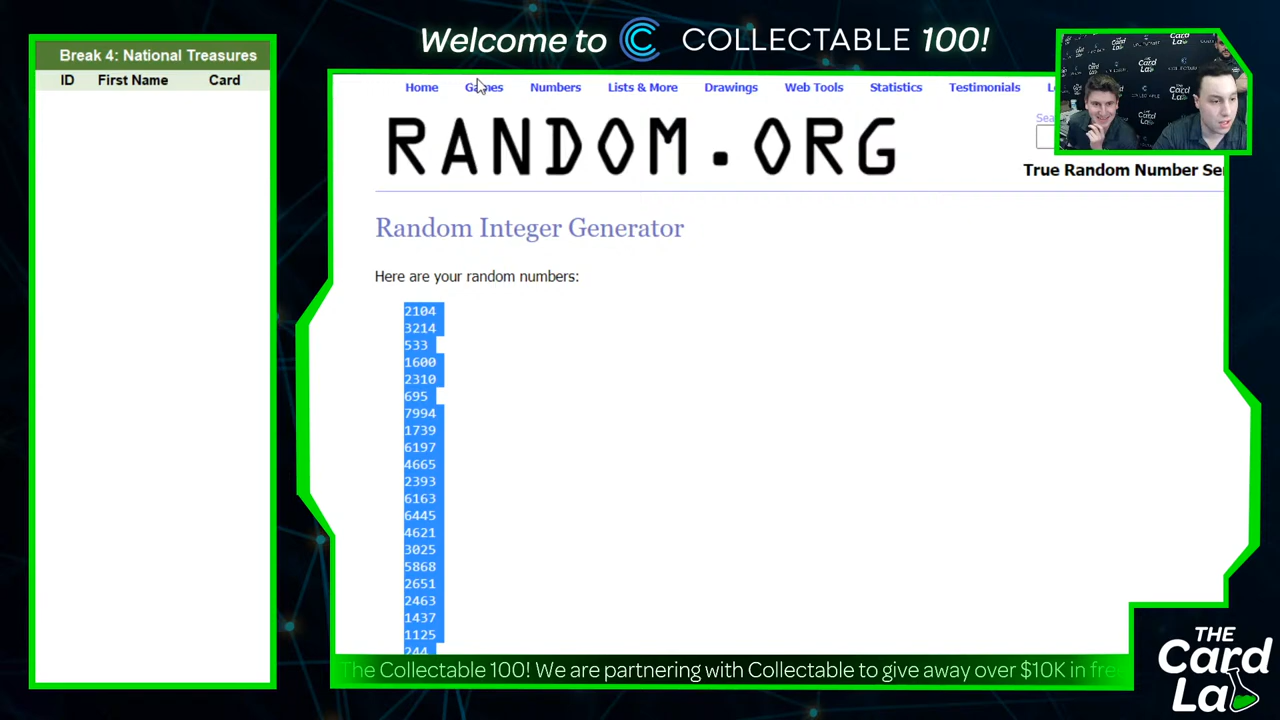 Welcome to COLLECTABLE 100!
Break 4: National Treasures
ID First Name Card
Home Games Numbers Lists & More Drawings Web Tools Statistics Testimonials
RANDOM.ORG
True Random Number
Random Integer Generator
Here are your random numbers:
2104
3214
533
1600
2310
695
7994
1739
6197
4665
2393
6163
6445
4621
3025
5868
2651
2463
1437
1125
244
The Collectable 100! We are partnering with Collectable to give away over $10K in free
THE
Card
Lab